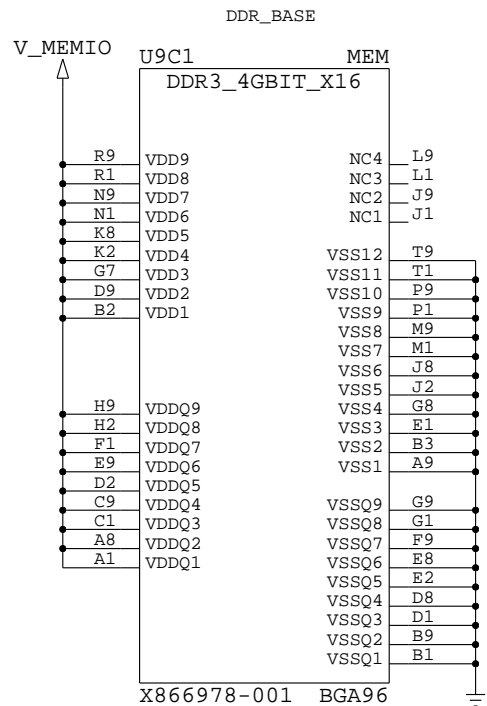 DDR_BASE
V_MEMIO
U9C1 MEM
DDR3_4GBIT_X16
R9 VDD9 NC4 L9
R1 VDD8 NC3 L1
N9 VDD7 NC2 J9
N1 VDD6 NC1 J1
K8 VDD5
K2 VDD4 VSS12 T9
G7 VDD3 VSS11 T1
D9 VDD2 VSS10 P9
B2 VDD1 VSS9 P1
VSS8 M9
VSS7 M1
VSS6 J8
VSS5 J2
H9 VDDQ9 VSS4 G8
H2 VDDQ8 VSS3 E1
F1 VDDQ7 VSS2 B3
E9 VDDQ6 VSS1 A9
D2 VDDQ5
C9 VDDQ4 VSSQ9 G9
C1 VDDQ3 VSSQ8 G1
A8 VDDQ2 VSSQ7 F9
A1 VDDQ1 VSSQ6 E8
VSSQ5 E2
VSSQ4 D8
VSSQ3 D1
VSSQ2 B9
VSSQ1 B1
X866978-001 BGA96